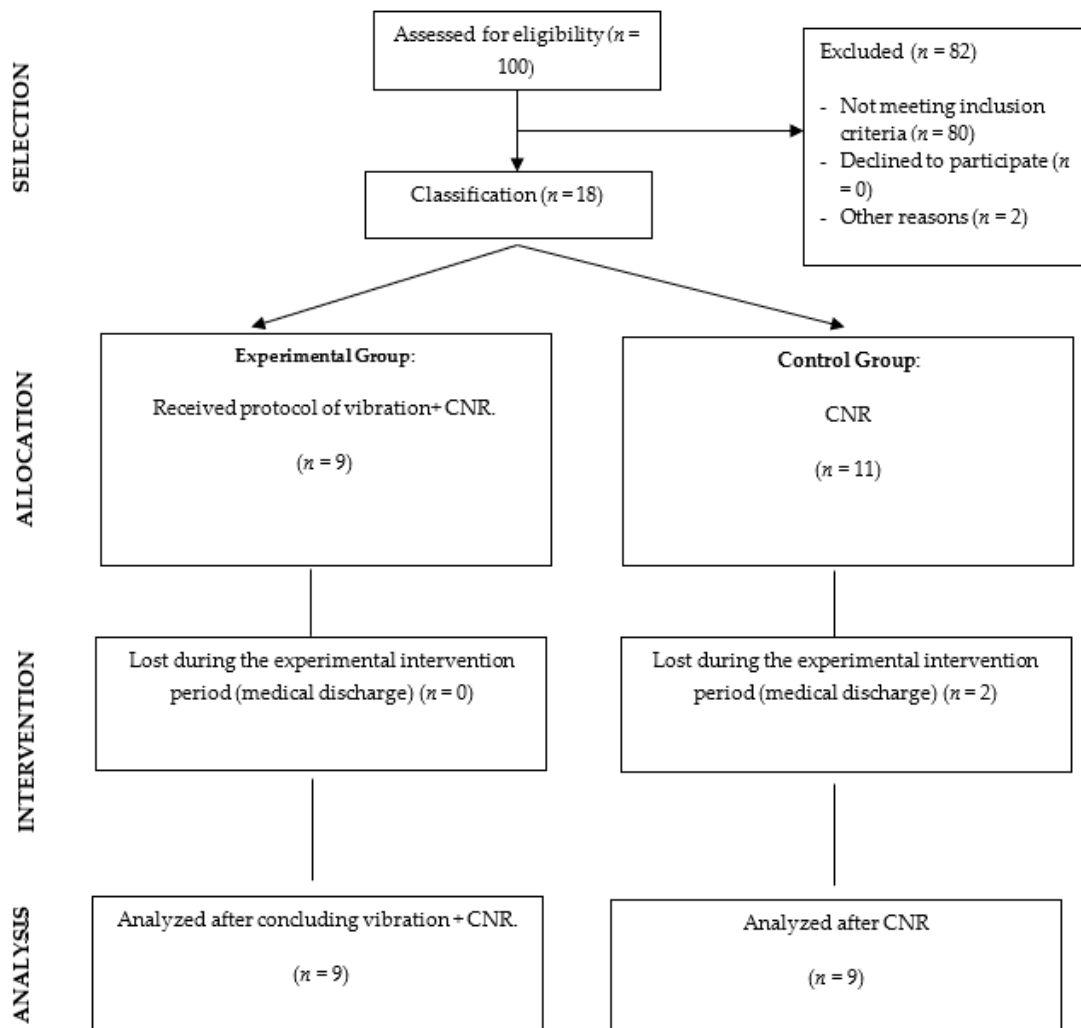 SELECTION
Assessed for eligibility (n =
100)
Excluded (n = 82)
- Not meeting inclusion
criteria (n = 80)
- Declined to participate (n
= 0)
- Other reasons (n = 2)
Classification (n = 18)
ALLOCATION
Experimental Group:
Received protocol of vibration+ CNR.
(n = 9)
Control Group:
CNR
(n = 11)
INTERVENTION
Lost during the experimental intervention
period (medical discharge) (n = 0)
Lost during the experimental intervention
period (medical discharge) (n = 2)
ANALYSIS
Analyzed after concluding vibration + CNR.
(n = 9)
Analyzed after CNR
(n = 9)